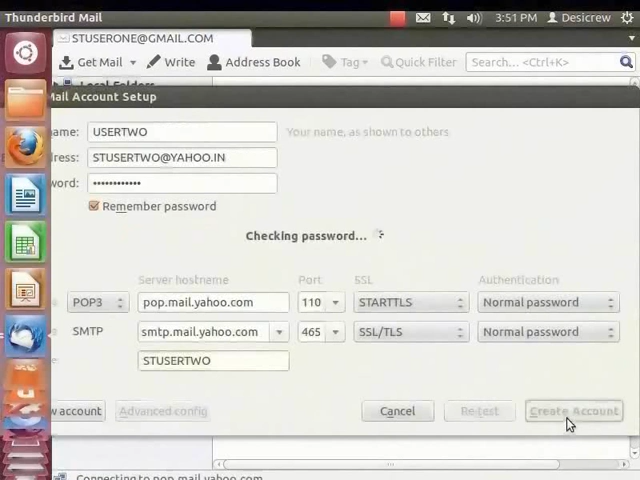 Thunderbird Mail 3:51 PM Desicrew
STUSERONE@GMAIL.COM
Get Mail Write Address Book Tag Quick Filter Search... <Ctrl+K>
Local Folders
Mail Account Setup
name: USERTWO Your name, as shown to others
dress: STUSERTWO@YAHOO.IN
word: ••••••••••••
Remember password
Checking password...
Server hostname Port SSL Authentication
POP3 pop.mail.yahoo.com 110 STARTTLS Normal password
SMTP smtp.mail.yahoo.com 465 SSL/TLS Normal password
STUSERTWO
w account Advanced config Cancel Re-test Create Account
Connecting to pop.mail.yahoo.com